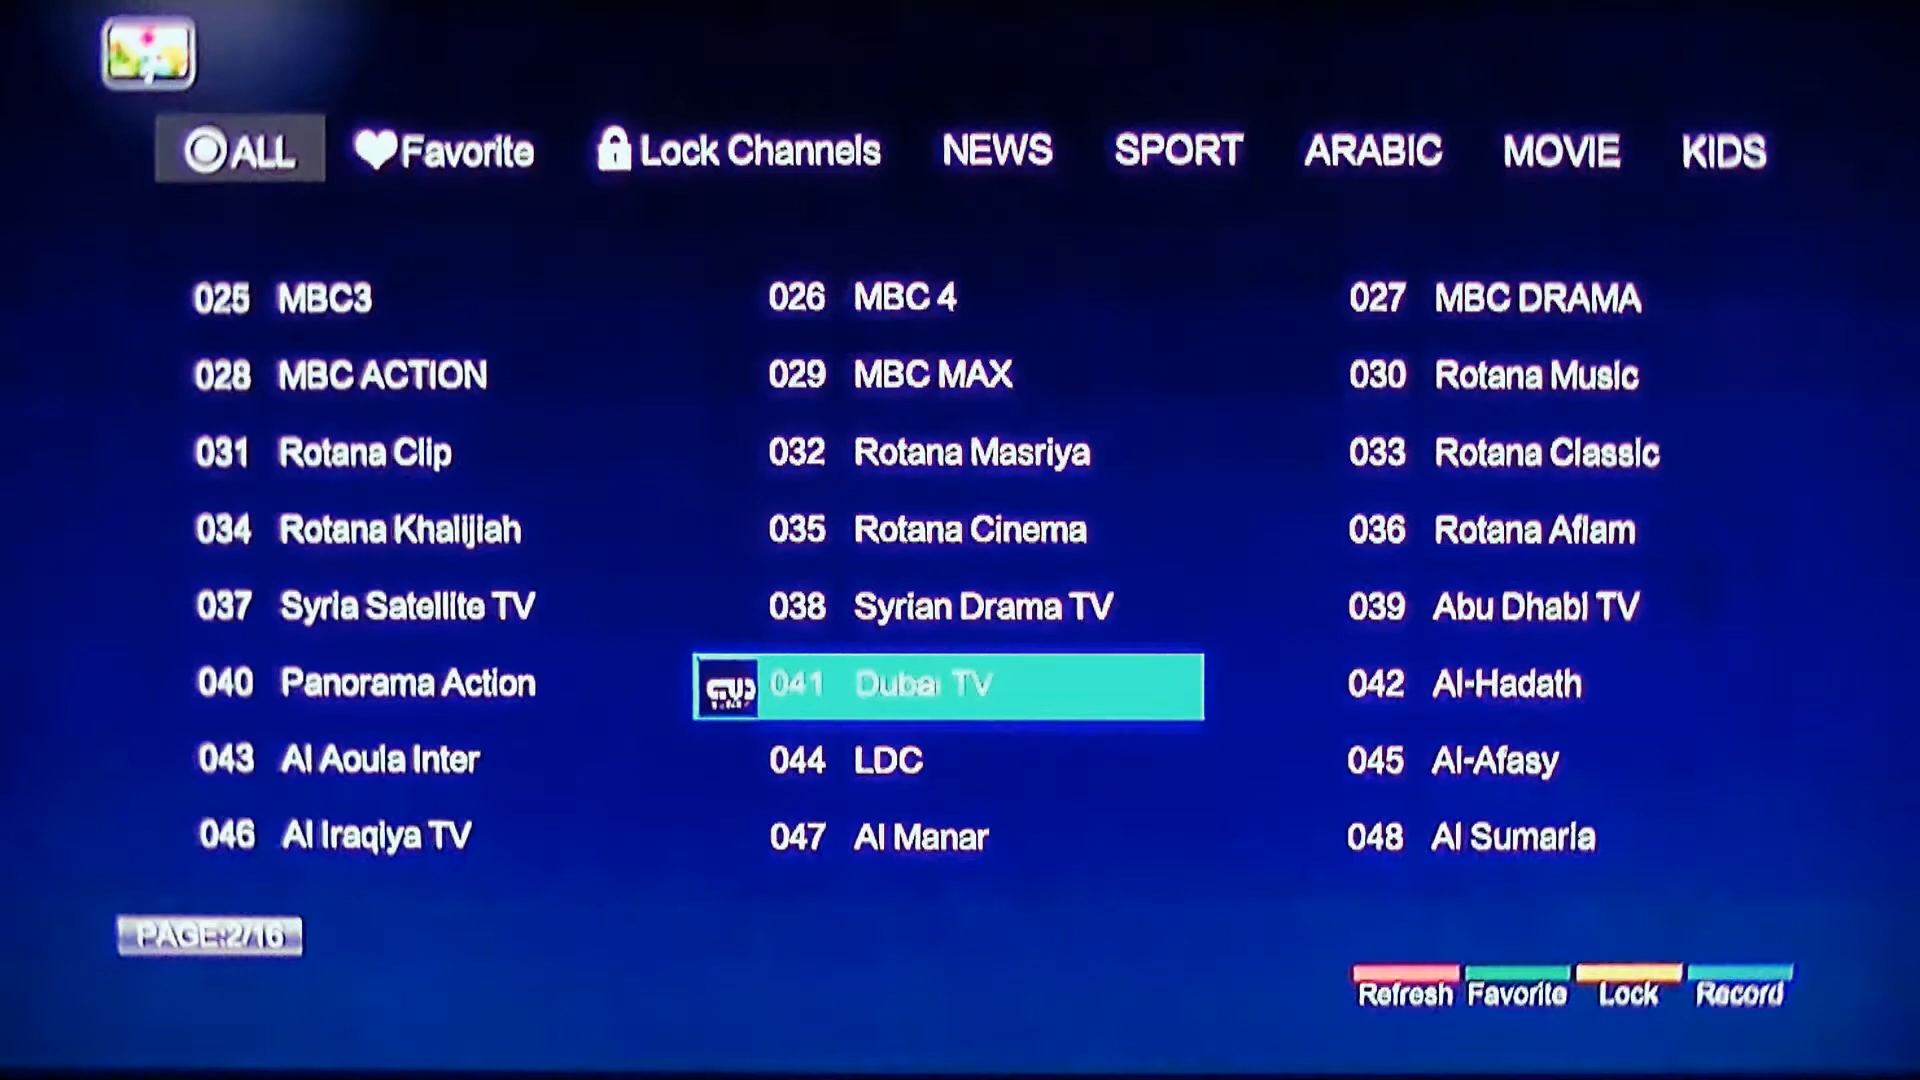 ALL Favorite Lock Channels NEWS SPORT ARABIC MOVIE KIDS
025 MBC3 026 MBC 4 027 MBC DRAMA
028 MBC ACTION 029 MBC MAX 030 Rotana Music
031 Rotana Clip 032 Rotana Masriya 033 Rotana Classic
034 Rotana Khalijiah 035 Rotana Cinema 036 Rotana Aflam
037 Syria Satellite TV 038 Syrian Drama TV 039 Abu Dhabi TV
040 Panorama Action 041 Dubai TV 042 Al-Hadath
043 Al Aoula Inter 044 LDC 045 Al-Afasy
046 Al Iraqiya TV 047 Al Manar 048 Al Sumaria
PAGE:2/16
Refresh Favorite Lock Record